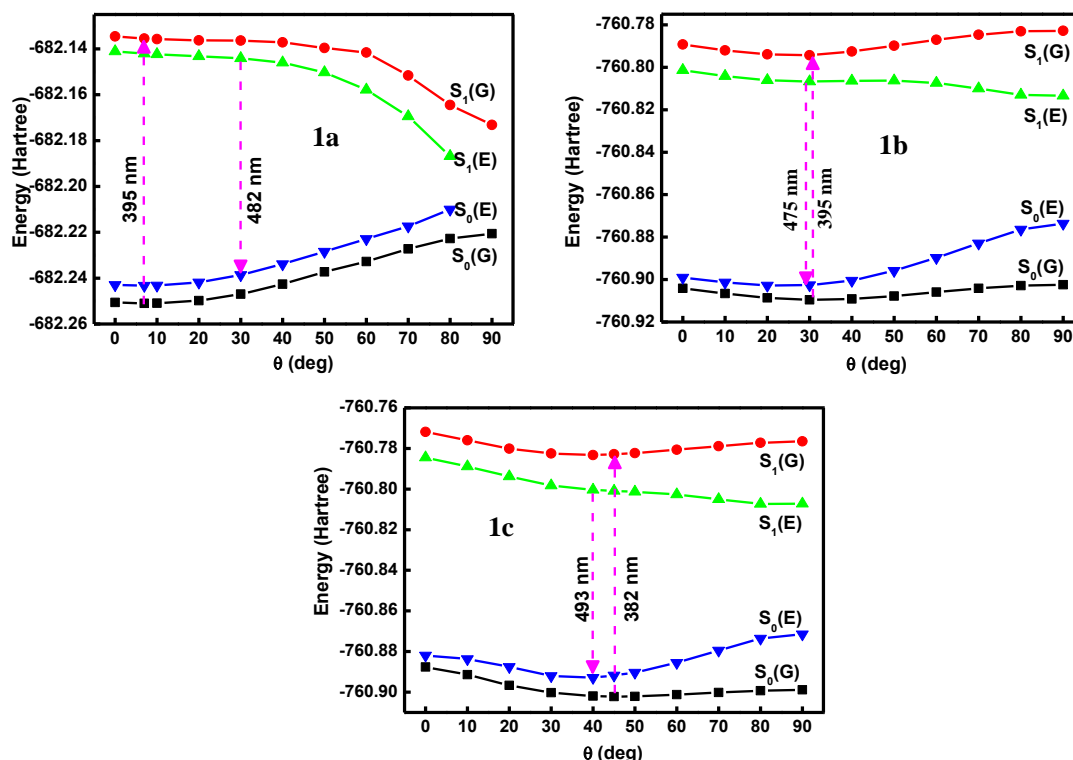 -682.14
-682.16
-682.18
-682.20
-682.22
-682.24
-682.26
Energy (Hartree)
0 10 20 30 40 50 60 70 80 90
θ (deg)
1a
395 nm
482 nm
S₁(G)
S₁(E)
S₀(E)
S₀(G)
-760.78
-760.80
-760.82
-760.84
-760.86
-760.88
-760.90
-760.92
Energy (Hartree)
0 10 20 30 40 50 60 70 80 90
θ (deg)
1b
475 nm
395 nm
S₁(G)
S₁(E)
S₀(E)
S₀(G)
-760.76
-760.78
-760.80
-760.82
-760.84
-760.86
-760.88
-760.90
Energy (Hartree)
0 10 20 30 40 50 60 70 80 90
θ (deg)
1c
493 nm
382 nm
S₁(G)
S₁(E)
S₀(E)
S₀(G)